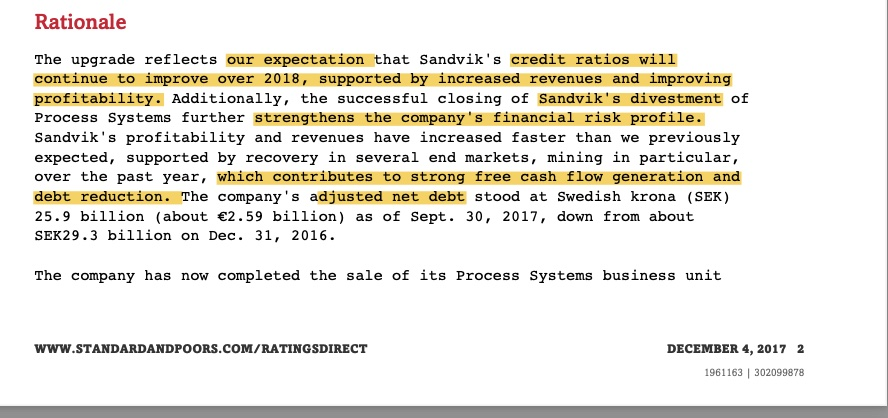 Rationale
The upgrade reflects our expectation that Sandvik's credit ratios will
continue to improve over 2018, supported by increased revenues and improving
profitability. Additionally, the successful closing of Sandvik's divestment of
Process Systems further strengthens the company's financial risk profile.
Sandvik's profitability and revenues have increased faster than we previously
expected, supported by recovery in several end markets, mining in particular,
over the past year, which contributes to strong free cash flow generation and
debt reduction. The company's adjusted net debt stood at Swedish krona (SEK)
25.9 billion (about €2.59 billion) as of Sept. 30, 2017, down from about
SEK29.3 billion on Dec. 31, 2016.
The company has now completed the sale of its Process Systems business unit
WWW.STANDARDANDPOORS.COM/RATINGSDIRECT DECEMBER 4, 2017 2
1961163 | 302099878